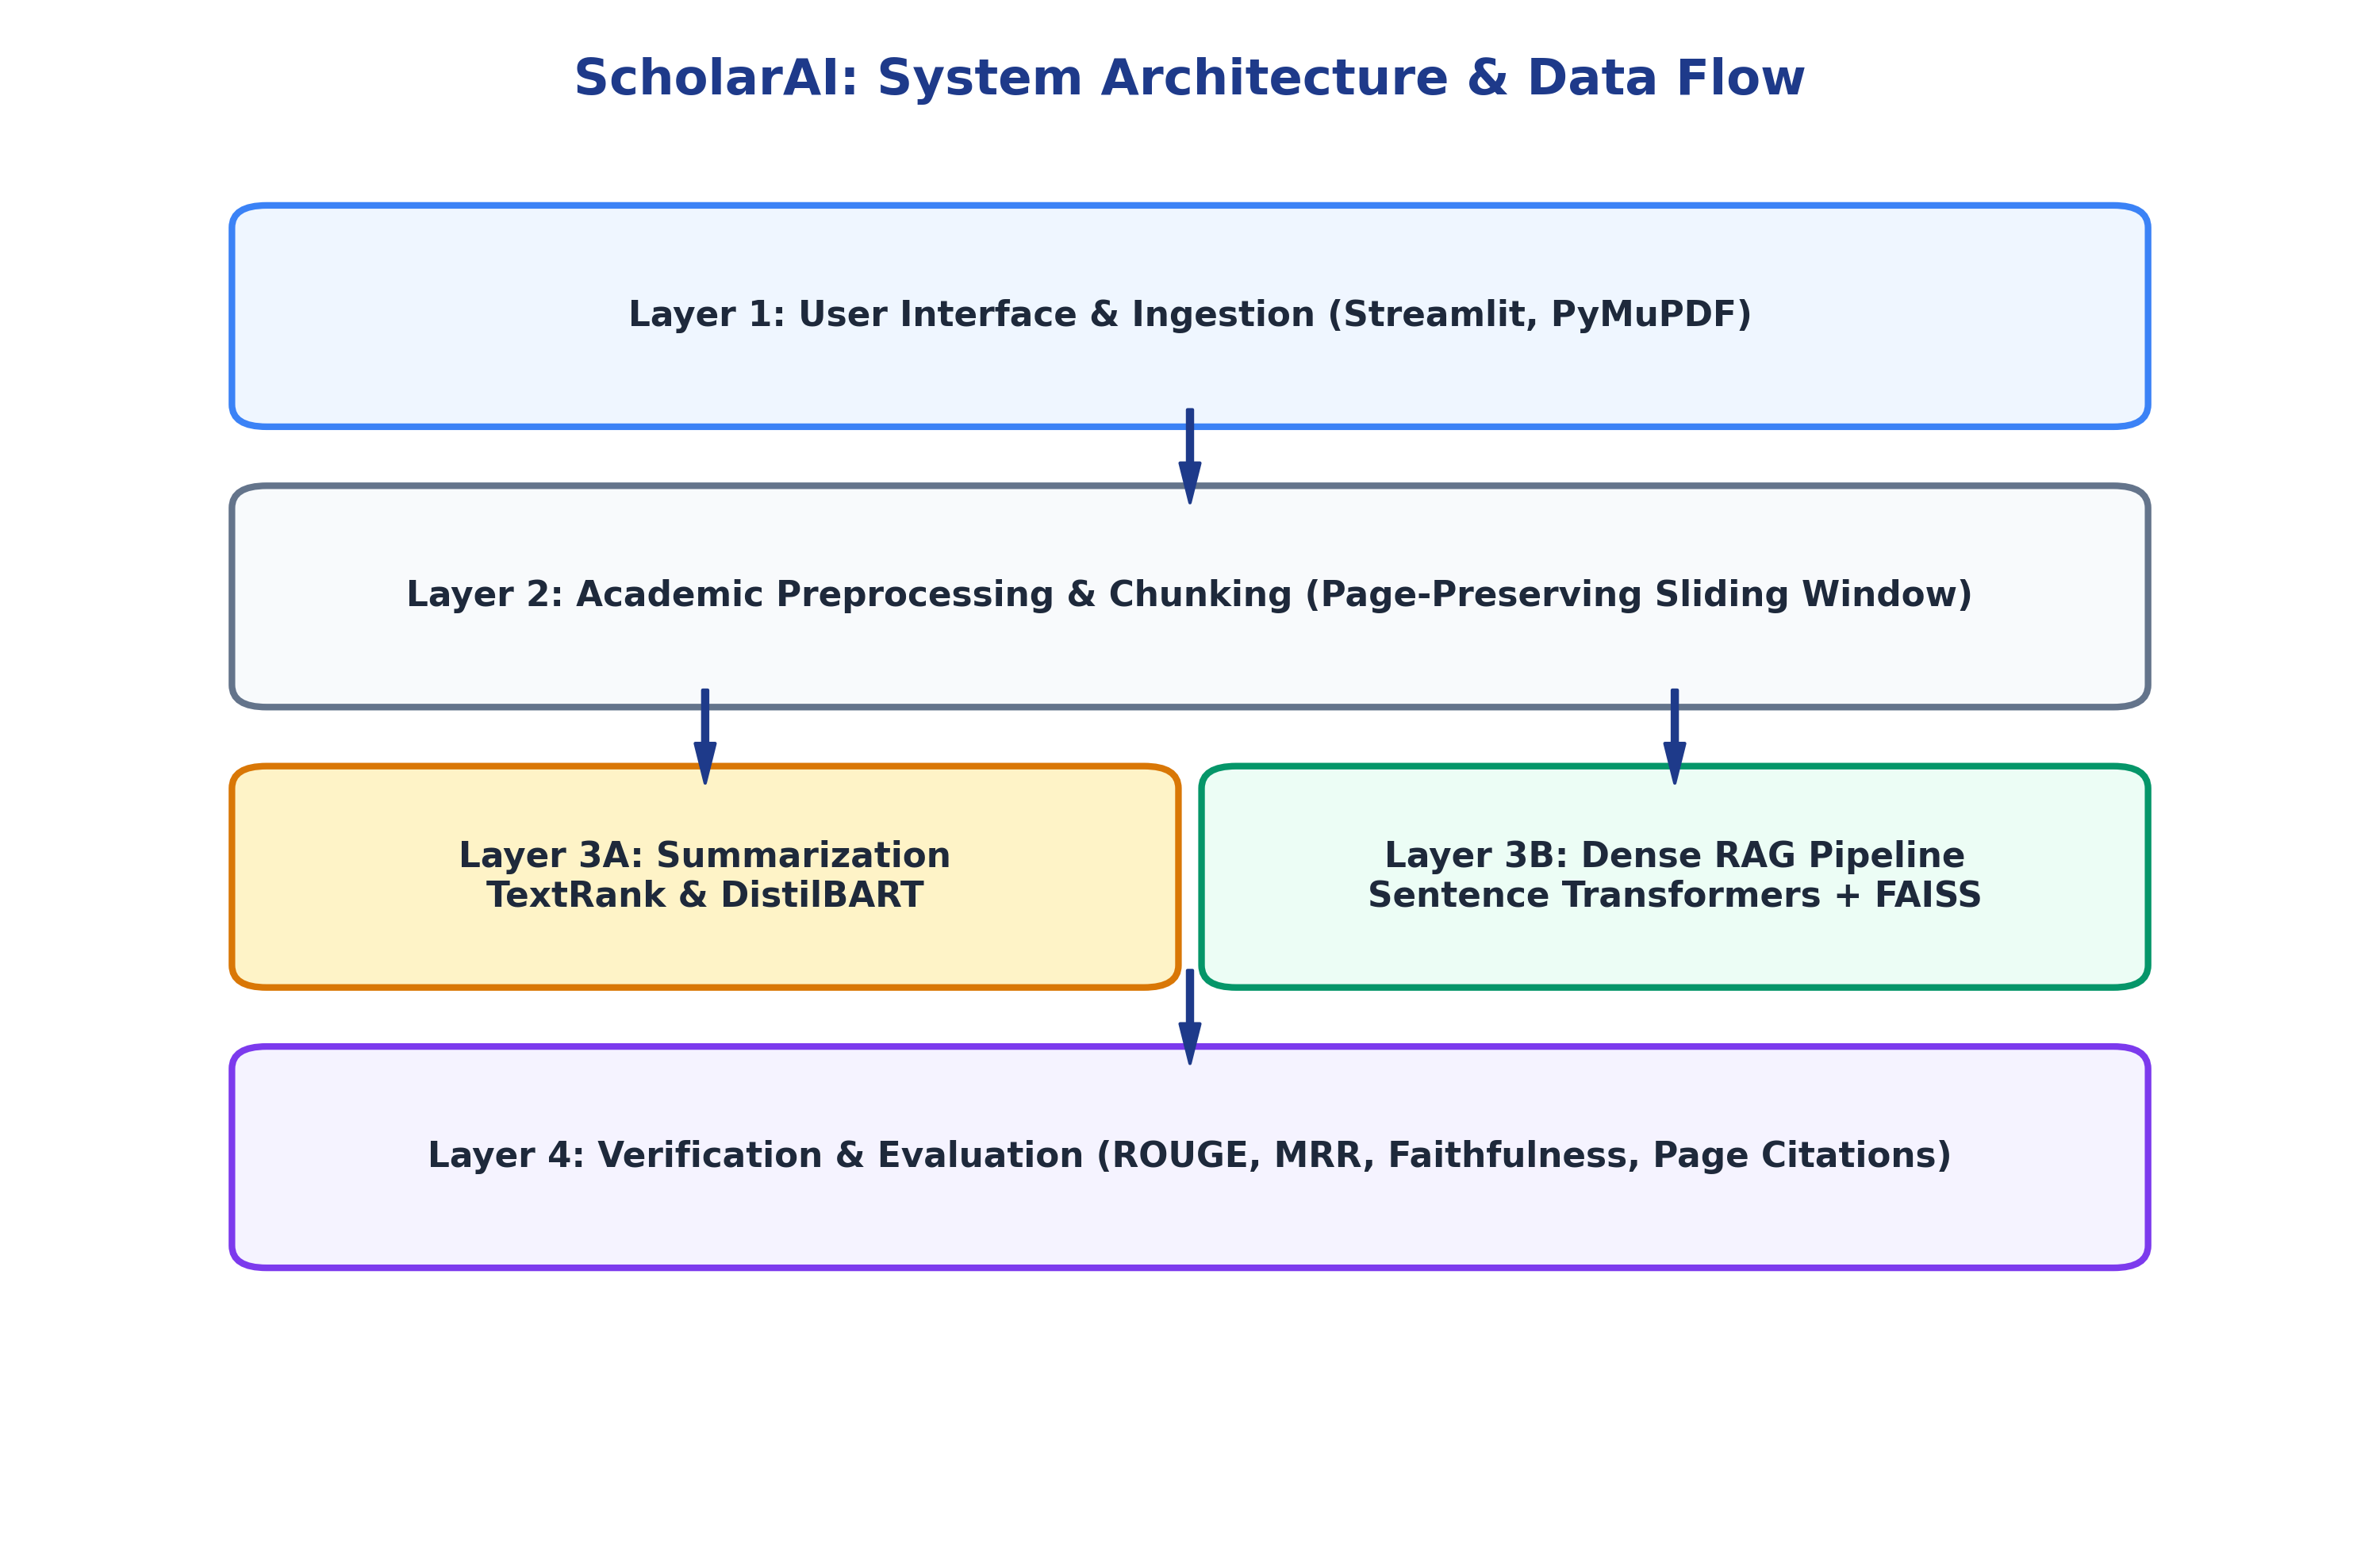 ScholarAI: System Architecture & Data Flow
Layer 1: User Interface & Ingestion (Streamlit, PyMuPDF)
Layer 2: Academic Preprocessing & Chunking (Page-Preserving Sliding Window)
Layer 3A: Summarization
TextRank & DistilBART
Layer 3B: Dense RAG Pipeline
Sentence Transformers + FAISS
Layer 4: Verification & Evaluation (ROUGE, MRR, Faithfulness, Page Citations)